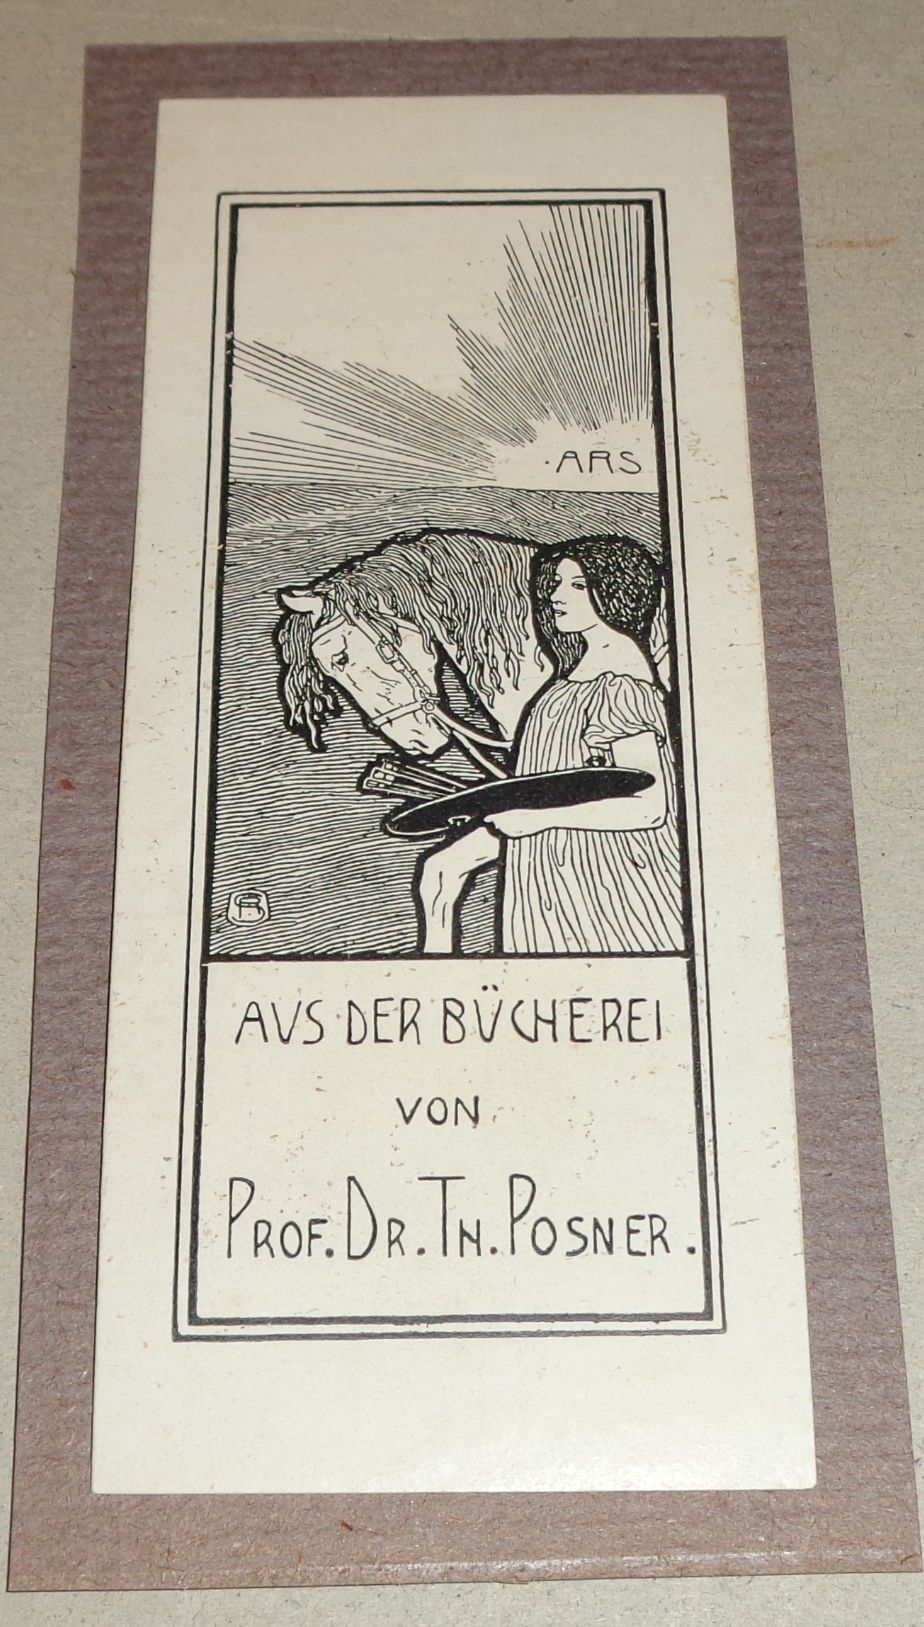 ·ARS
AVS DER BÜCHEREI
VON
PROF. DR. TH. POSNER.